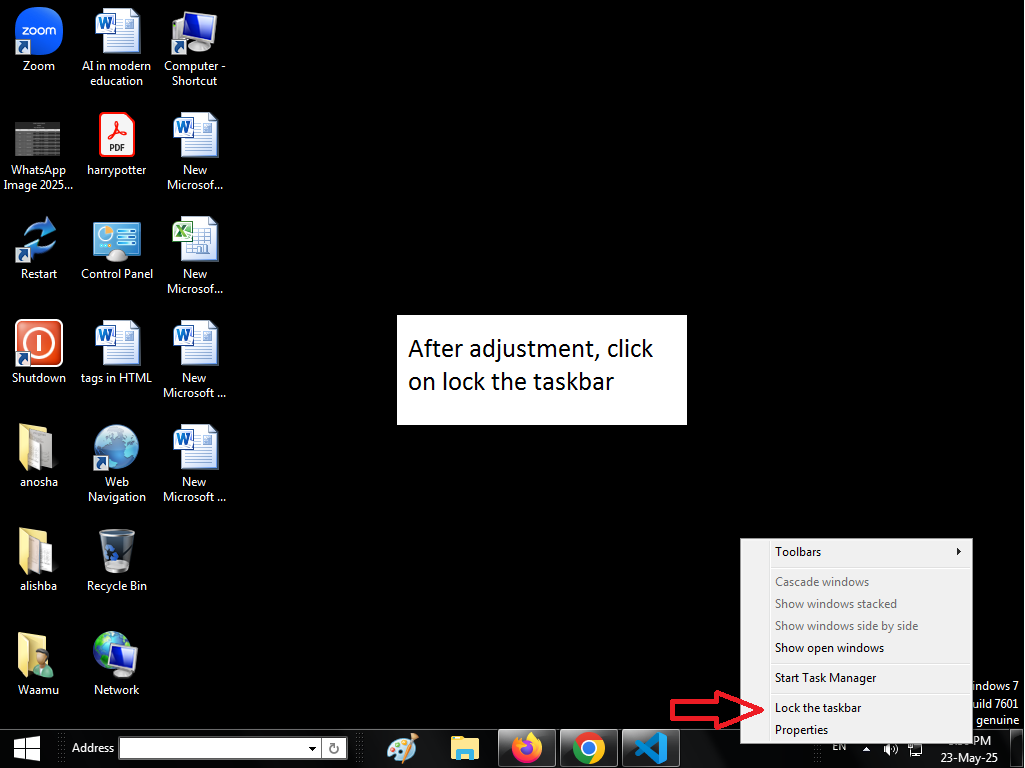 zoom
Zoom
AI in modern
education
Computer -
Shortcut
WhatsApp
Image 2025...
PDF
harrypotter
New
Microsof...
Restart
Control Panel
New
Microsof...
Shutdown
tags in HTML
New
Microsoft ...
anosha
Web
Navigation
New
Microsoft ...
alishba
Recycle Bin
Waamu
Network
After adjustment, click
on lock the taskbar
Toolbars
Cascade windows
Show windows stacked
Show windows side by side
Show open windows
Start Task Manager
Lock the taskbar
Properties
indows 7
uild 7601
genuine
Address
EN
PM
23-May-25